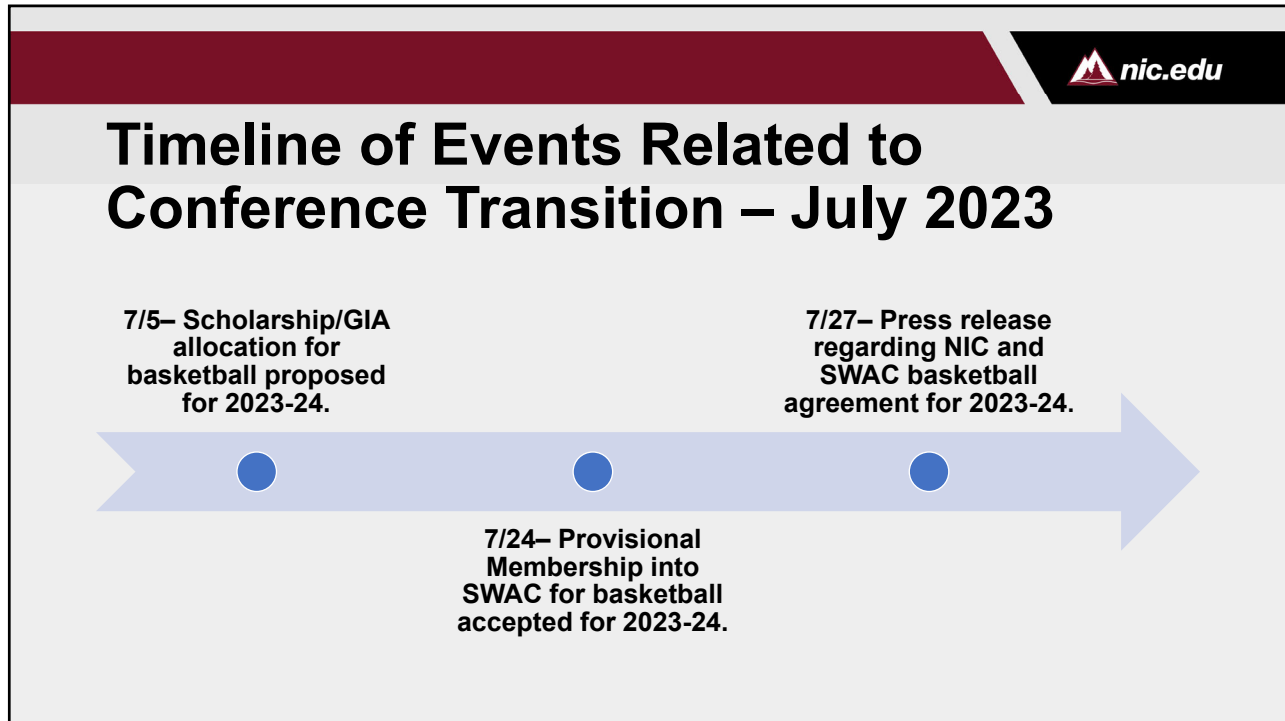 nic.edu
Timeline of Events Related to
Conference Transition – July 2023
7/5– Scholarship/GIA
allocation for
basketball proposed
for 2023-24.
7/24– Provisional
Membership into
SWAC for basketball
accepted for 2023-24.
7/27– Press release
regarding NIC and
SWAC basketball
agreement for 2023-24.